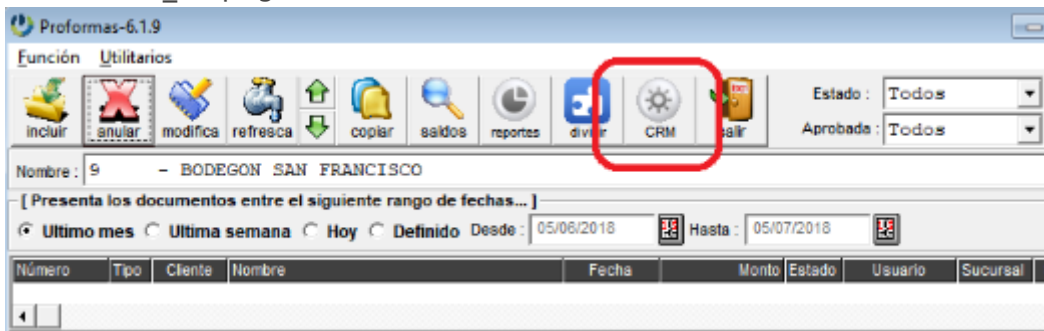 Proformas-6.1.9
Función Utilitarios
incluir anular modifica refresca copiar saldos reportes dividir CRM salir
Estado : Todos
Aprobada : Todos
Nombre : 9 - BODEGON SAN FRANCISCO
[ Presenta los documentos entre el siguiente rango de fechas... ]
Ultimo mes Ultima semana Hoy Definido Desde : 05/06/2018 Hasta : 05/07/2018
Número Tipo Cliente Nombre Fecha Monto Estado Usuario Sucursal